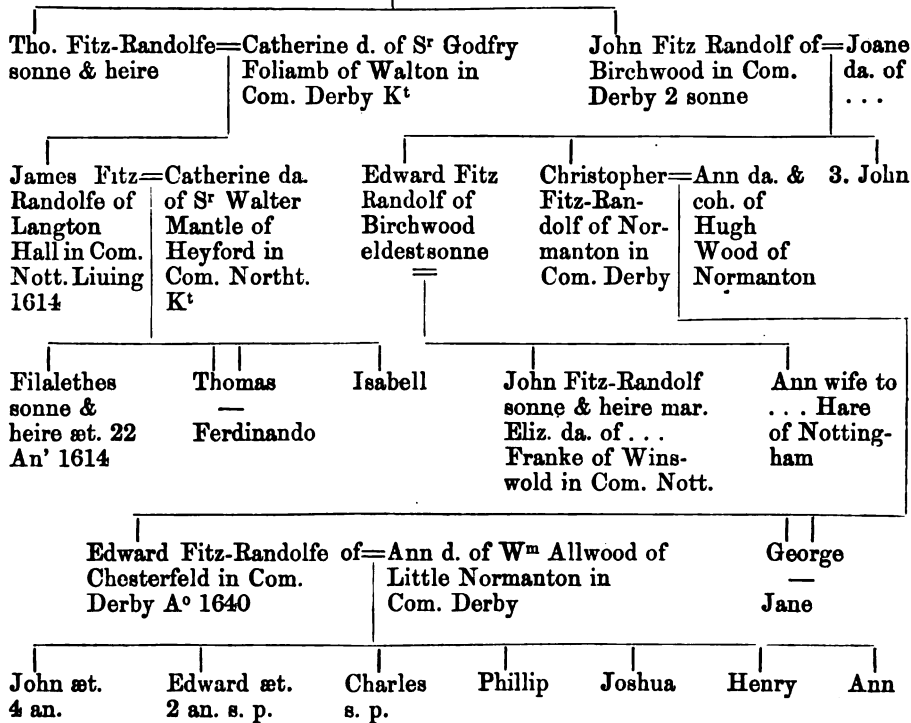 Tho. Fitz-Randolfe=Catherine d. of Sʳ Godfry
sonne & heire Foliamb of Walton in
Com. Derby Kᵗ
John Fitz Randolf of=Joane
Birchwood in Com. da. of
Derby 2 sonne . . .
James Fitz=Catherine da.
Randolfe of of Sʳ Walter
Langton Mantle of
Hall in Com. Heyford in
Nott. Liuing Com. Northt.
1614 Kᵗ
Edward Fitz
Randolf of
Birchwood
eldest sonne
=
Christopher=Ann da. &
Fitz-Ran- coh. of
dolf of Nor- Hugh
manton in Wood of
Com. Derby Normanton
3. John
Filalethes
sonne &
heire æt. 22
An' 1614
Thomas
—
Ferdinando
Isabell
John Fitz-Randolf
sonne & heire mar.
Eliz. da. of . . .
Franke of Wins-
wold in Com. Nott.
Ann wife to
. . . Hare
of Notting-
ham
Edward Fitz-Randolfe of=Ann d. of Wᵐ Allwood of
Chesterfeld in Com. Little Normanton in
Derby Aᵒ 1640 Com. Derby
George
—
Jane
John æt.
4 an.
Edward æt.
2 an. s. p.
Charles
s. p.
Phillip
Joshua
Henry
Ann